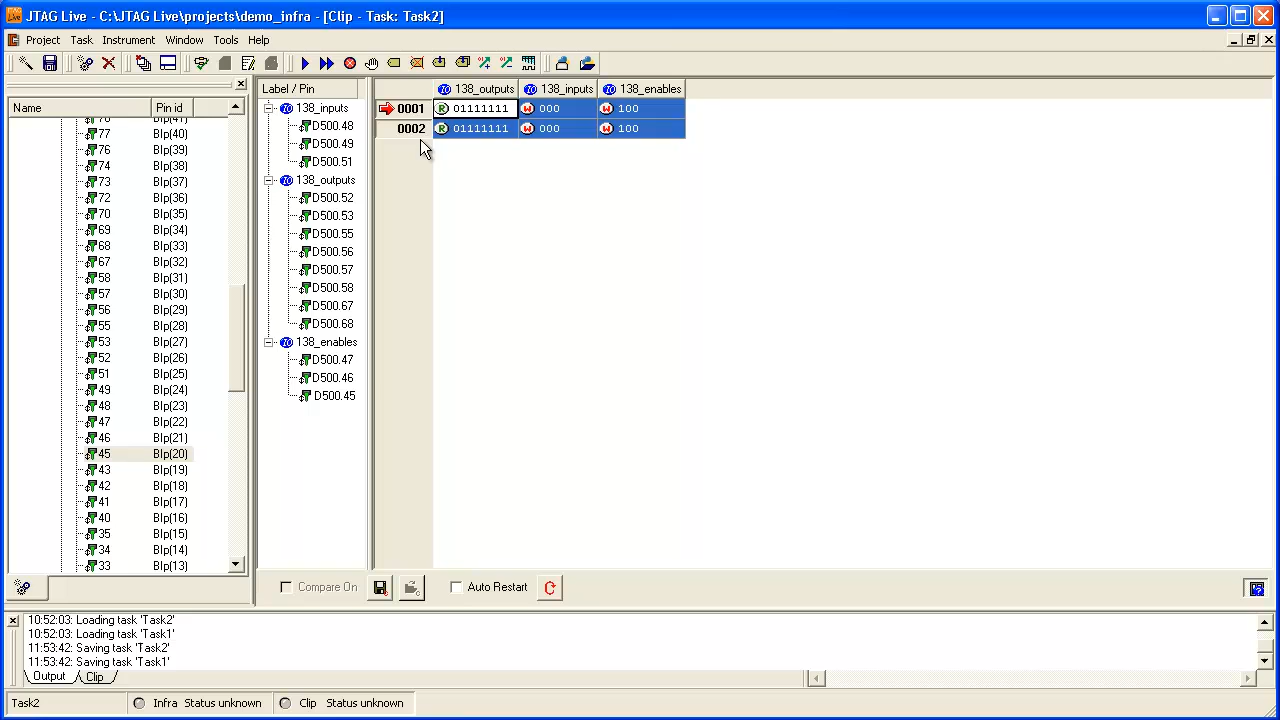 JTAG Live - C:\JTAG Live\projects\demo_infra - [Clip - Task: Task2]
Project Task Instrument Window Tools Help
Name Pin id
77 BIp(40)
76 BIp(39)
74 BIp(38)
73 BIp(37)
72 BIp(36)
70 BIp(35)
69 BIp(34)
68 BIp(33)
67 BIp(32)
58 BIp(31)
57 BIp(30)
56 BIp(29)
55 BIp(28)
53 BIp(27)
52 BIp(26)
51 BIp(25)
49 BIp(24)
48 BIp(23)
47 BIp(22)
46 BIp(21)
45 BIp(20)
43 BIp(19)
42 BIp(18)
41 BIp(17)
40 BIp(16)
35 BIp(15)
34 BIp(14)
33 BIp(13)
Label / Pin
138_inputs
D500.48
D500.49
D500.51
138_outputs
D500.52
D500.53
D500.55
D500.56
D500.57
D500.58
D500.67
D500.68
138_enables
D500.47
D500.46
D500.45
138_outputs 138_inputs 138_enables
0001 R 01111111 W 000 W 100
0002 R 01111111 W 000 W 100
Compare On Auto Restart
10:52:03: Loading task 'Task2'
10:52:03: Loading task 'Task1'
11:53:42: Saving task 'Task2'
11:53:42: Saving task 'Task1'
Output Clip
Task2 Infra Status unknown Clip Status unknown